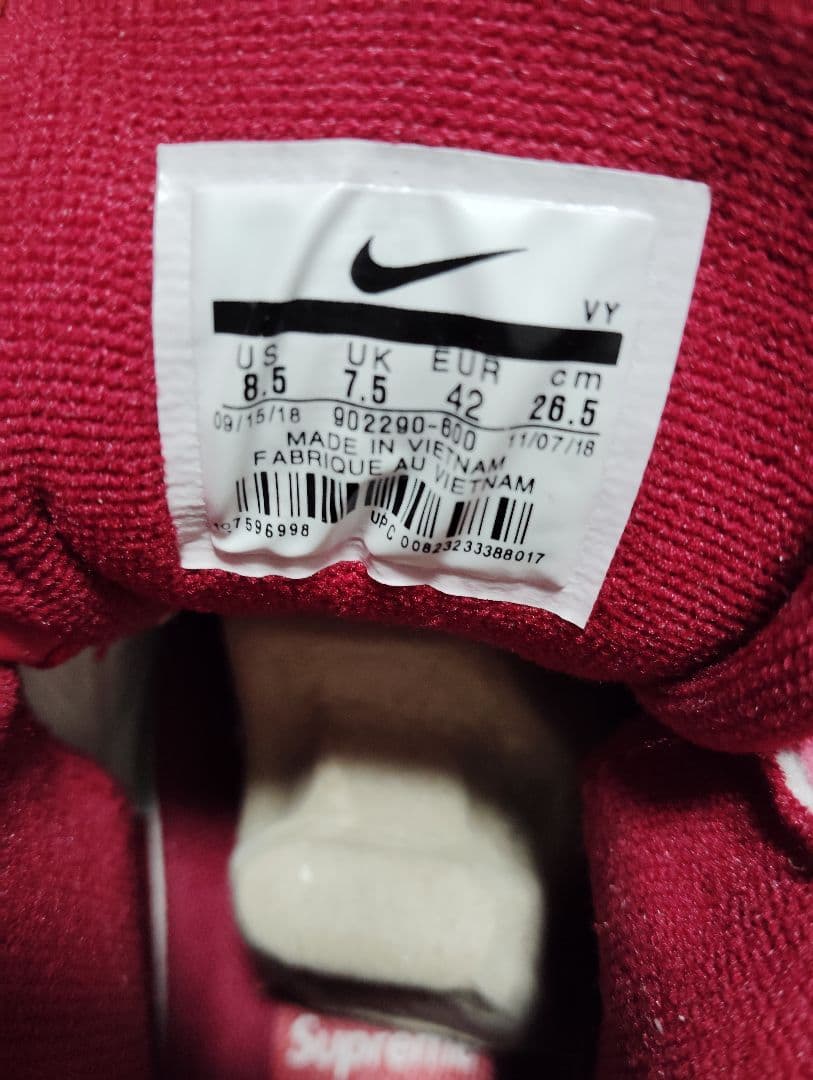 VY
US UK EUR cm
8.5 7.5 42 26.5
09/15/18 902290-600 11/07/18
MADE IN VIETNAM
FABRIQUE AU VIETNAM
7596998 UPC 00823233388017
Supreme